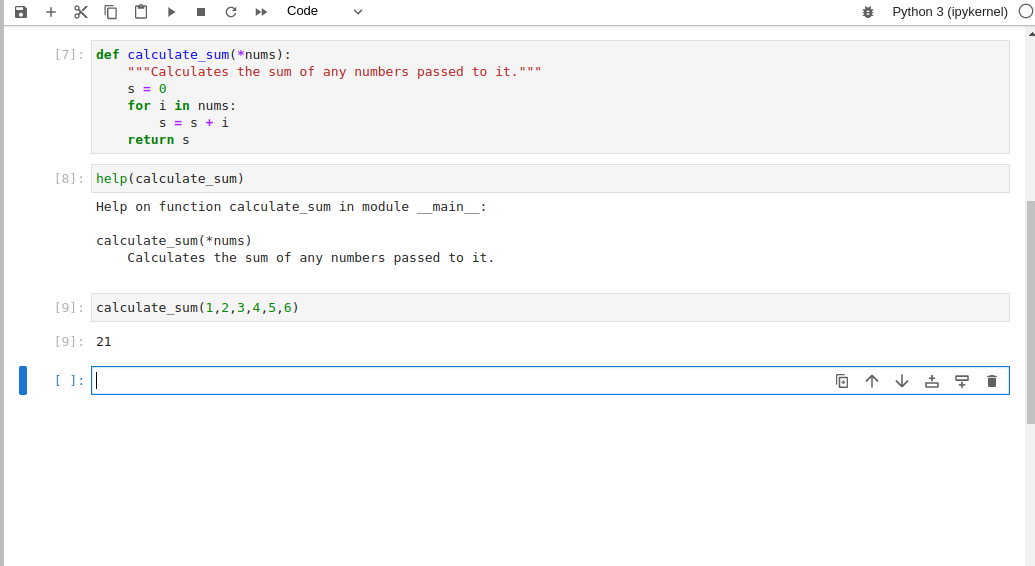 Code
Python 3 (ipykernel)
[7]: def calculate_sum(*nums):
    """Calculates the sum of any numbers passed to it."""
    s = 0
    for i in nums:
        s = s + i
    return s
[8]: help(calculate_sum)
Help on function calculate_sum in module __main__:
calculate_sum(*nums)
    Calculates the sum of any numbers passed to it.
[9]: calculate_sum(1,2,3,4,5,6)
[9]: 21
[ ]: